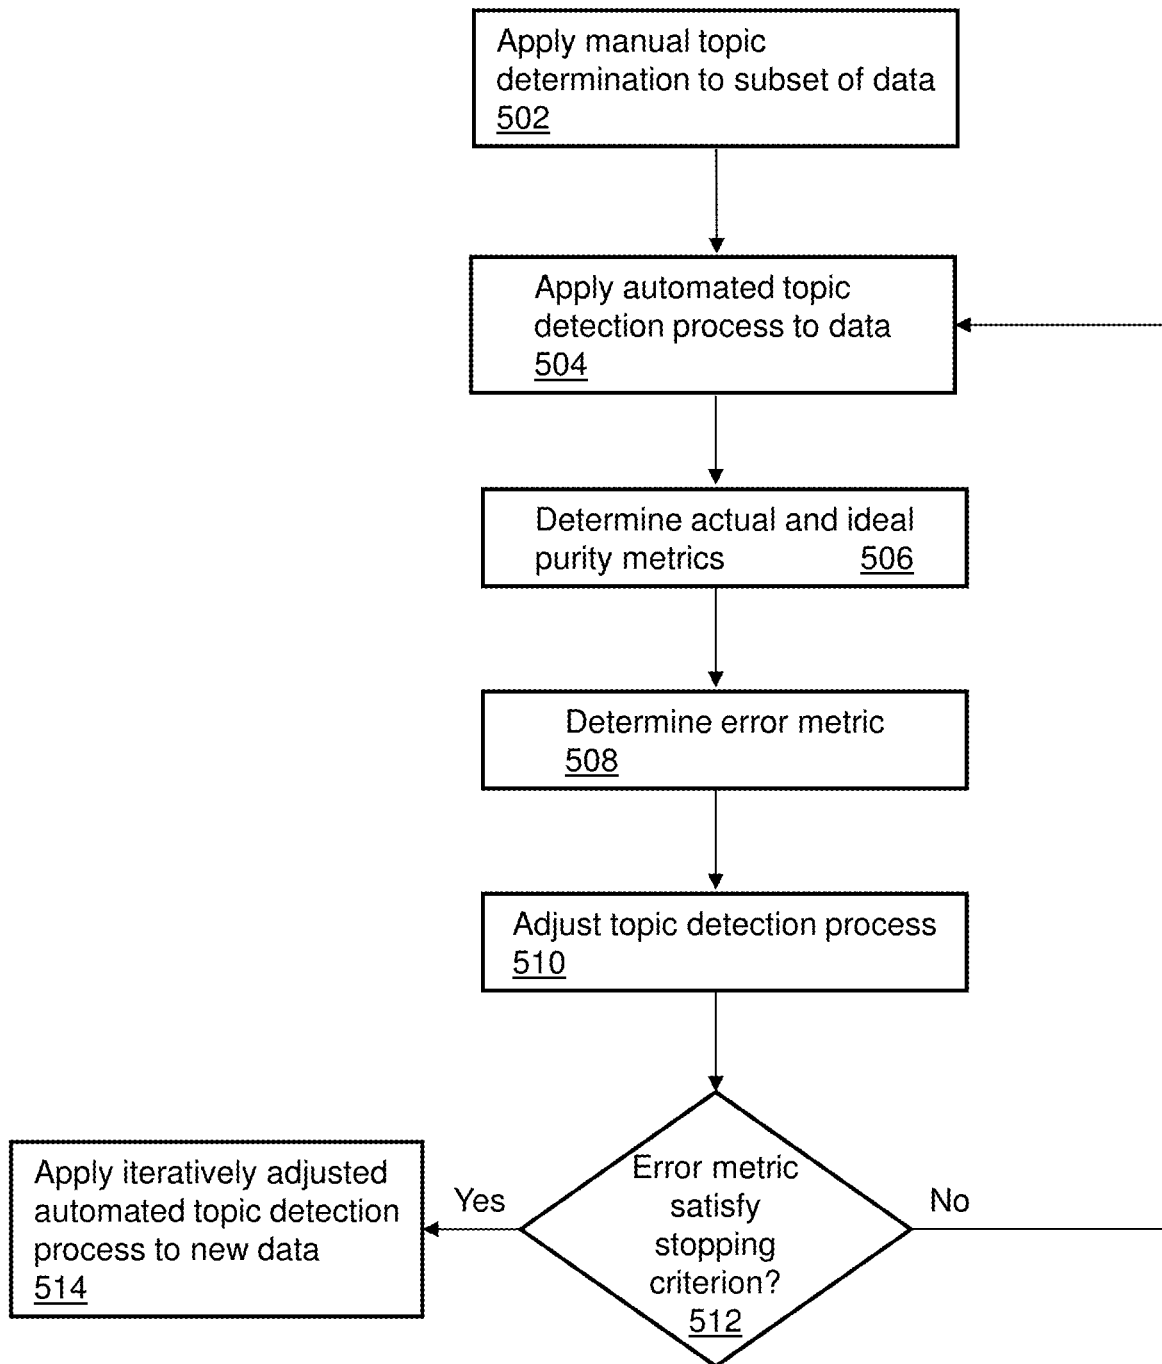 Apply manual topic
determination to subset of data
502
Apply automated topic
detection process to data
504
Determine actual and ideal
purity metrics 506
Determine error metric
508
Adjust topic detection process
510
Error metric
satisfy
stopping
criterion?
512
Yes
No
Apply iteratively adjusted
automated topic detection
process to new data
514